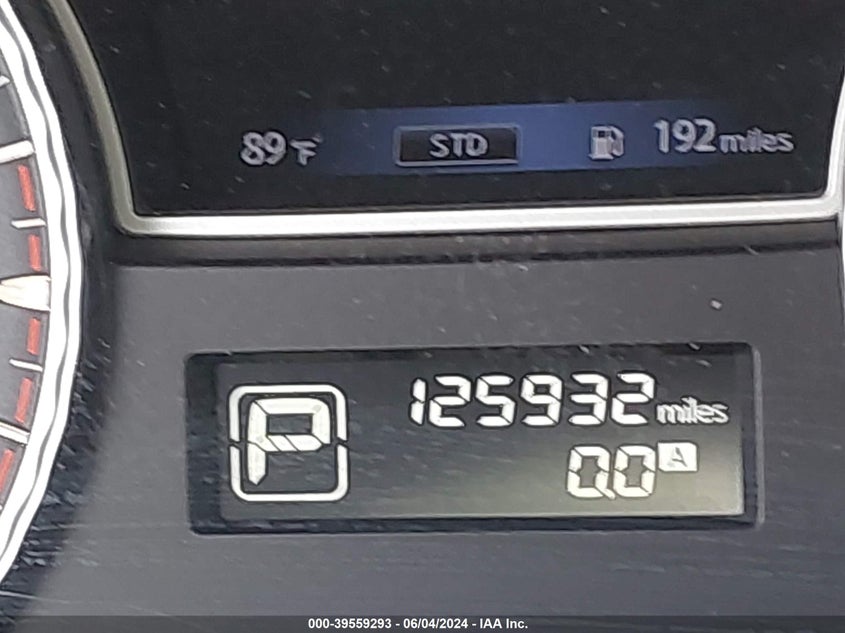 89°F STD 192 miles
P 125932 miles
0.0 A
000-39559293 - 06/04/2024 - IAA Inc.